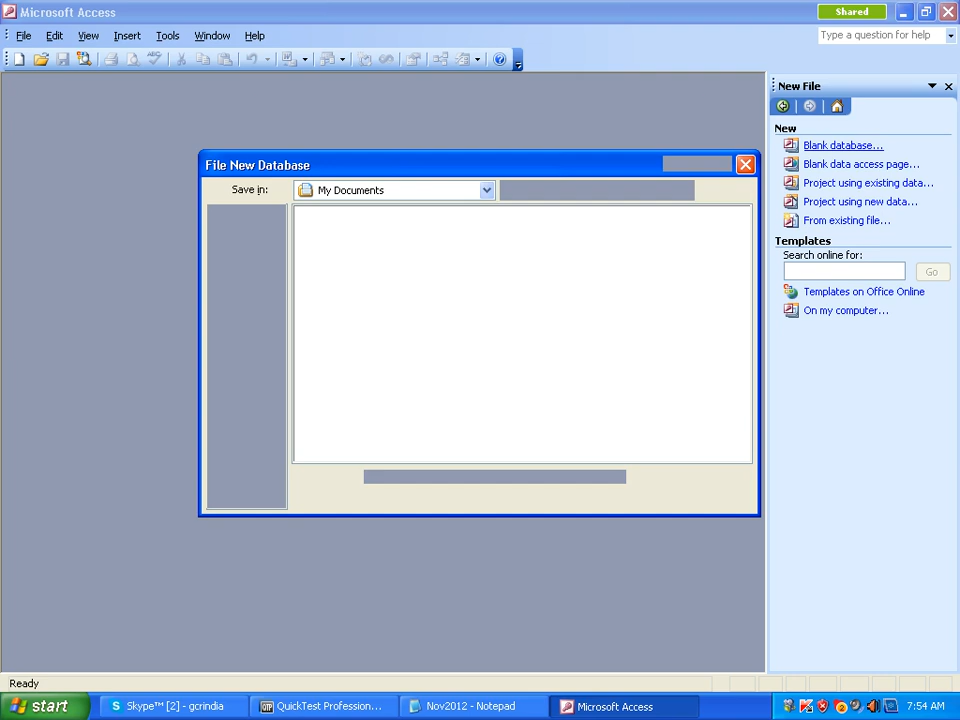 Microsoft Access
Shared
File Edit View Insert Tools Window Help
Type a question for help
New File
New
Blank database...
Blank data access page...
Project using existing data...
Project using new data...
From existing file...
Templates
Search online for:
Go
Templates on Office Online
On my computer...
File New Database
Save in: My Documents
Ready
start
Skype™ [2] - gcrindia
QTP QuickTest Profession...
Nov2012 - Notepad
Microsoft Access
7:54 AM